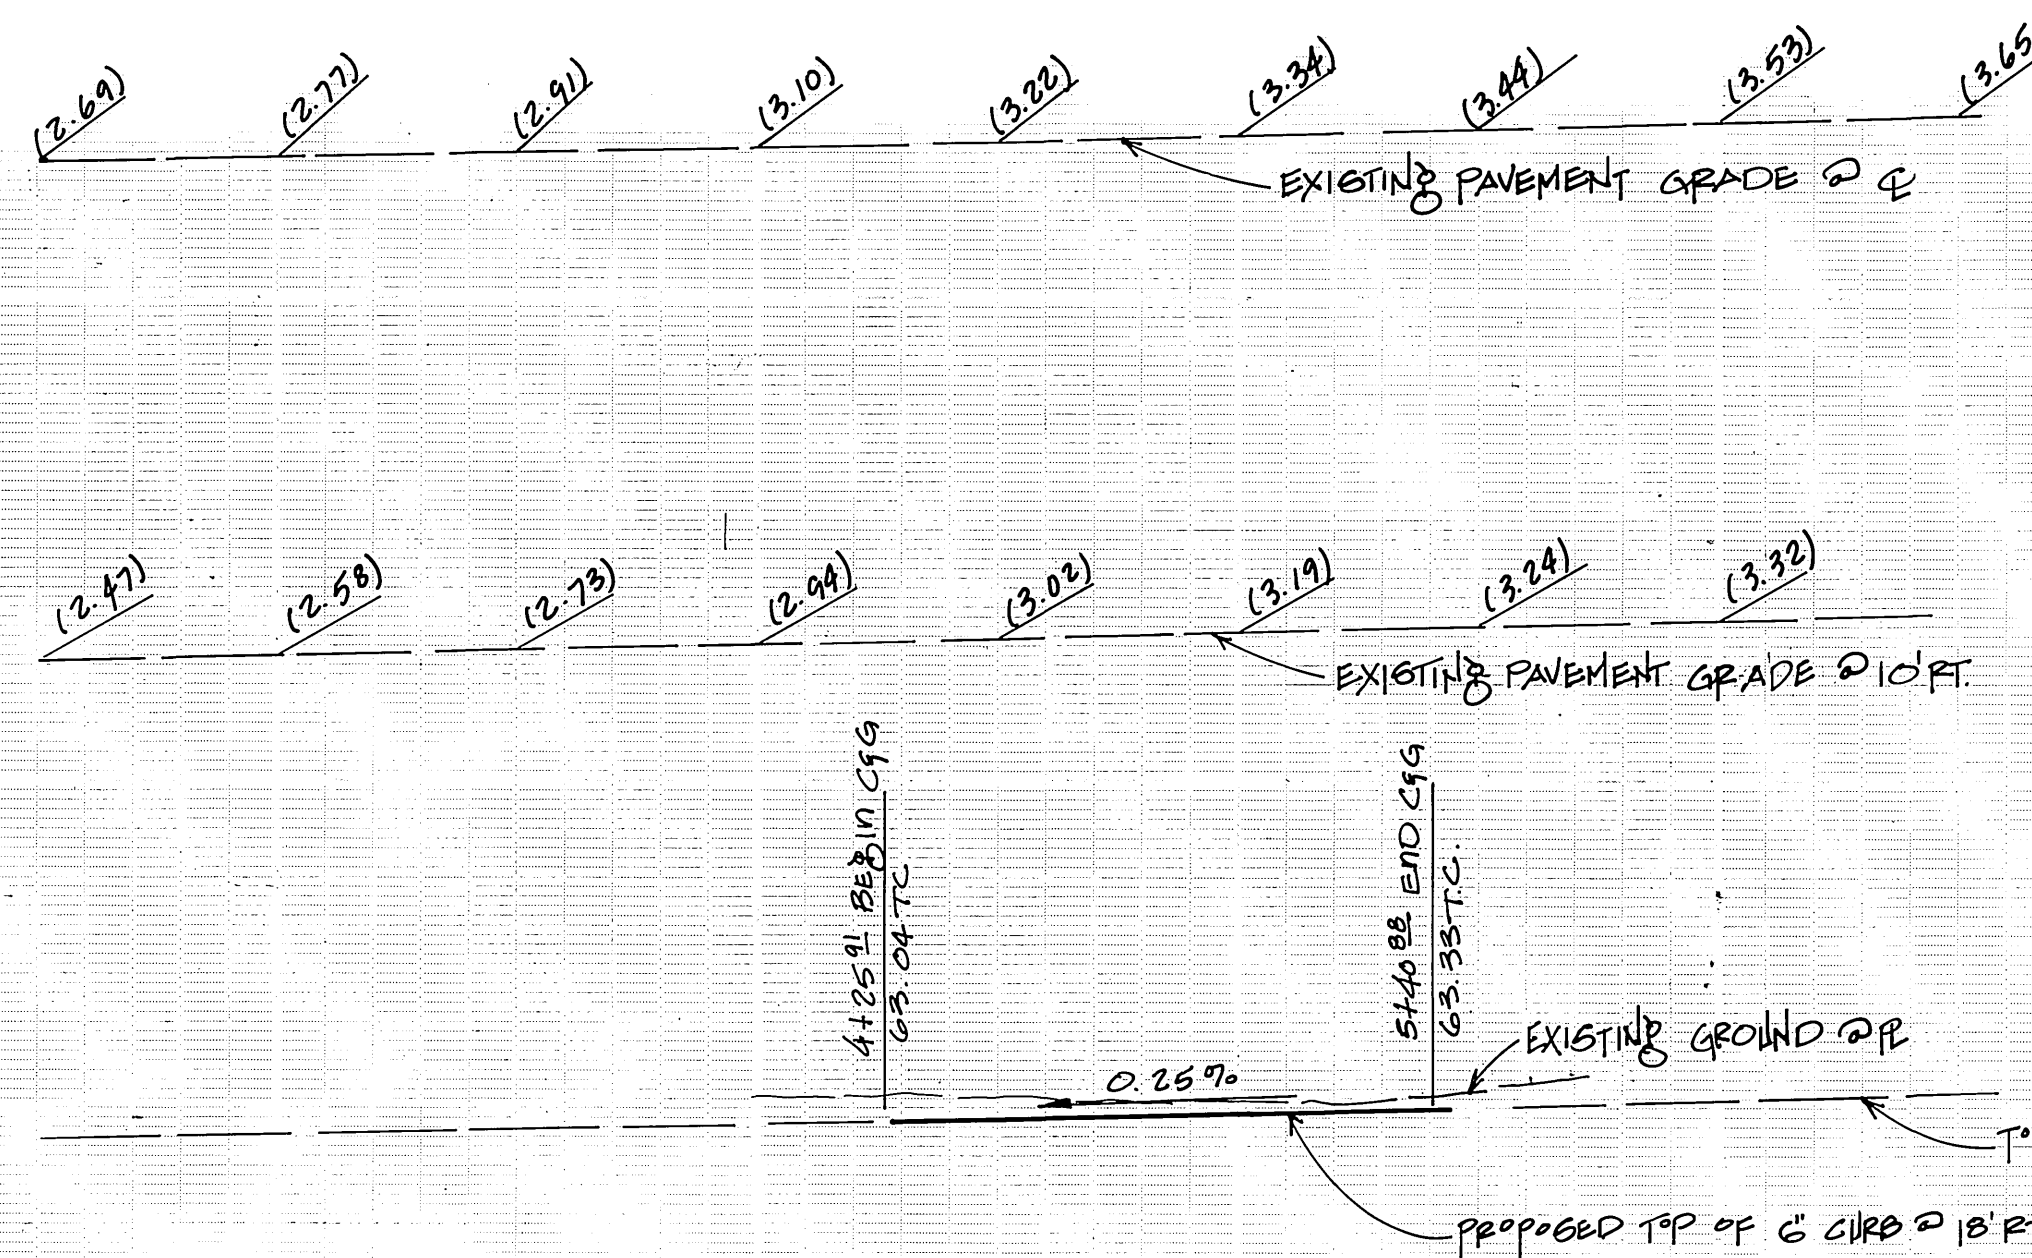 (2.69) (2.77) (2.91) (3.10) (3.22) (3.34) (3.44) (3.53) (3.65
EXISTING PAVEMENT GRADE @ ℄
(2.47) (2.58) (2.73) (2.94) (3.02) (3.19) (3.24) (3.32)
EXISTING PAVEMENT GRADE @ 10' RT.
4+25 91 BEGIN C&G
63.04 TC
5+40 88 END C&G
63.33 T.C.
EXISTING GROUND @ PL
0.25%
PROPOSED TOP OF 6" CURB @ 18' R